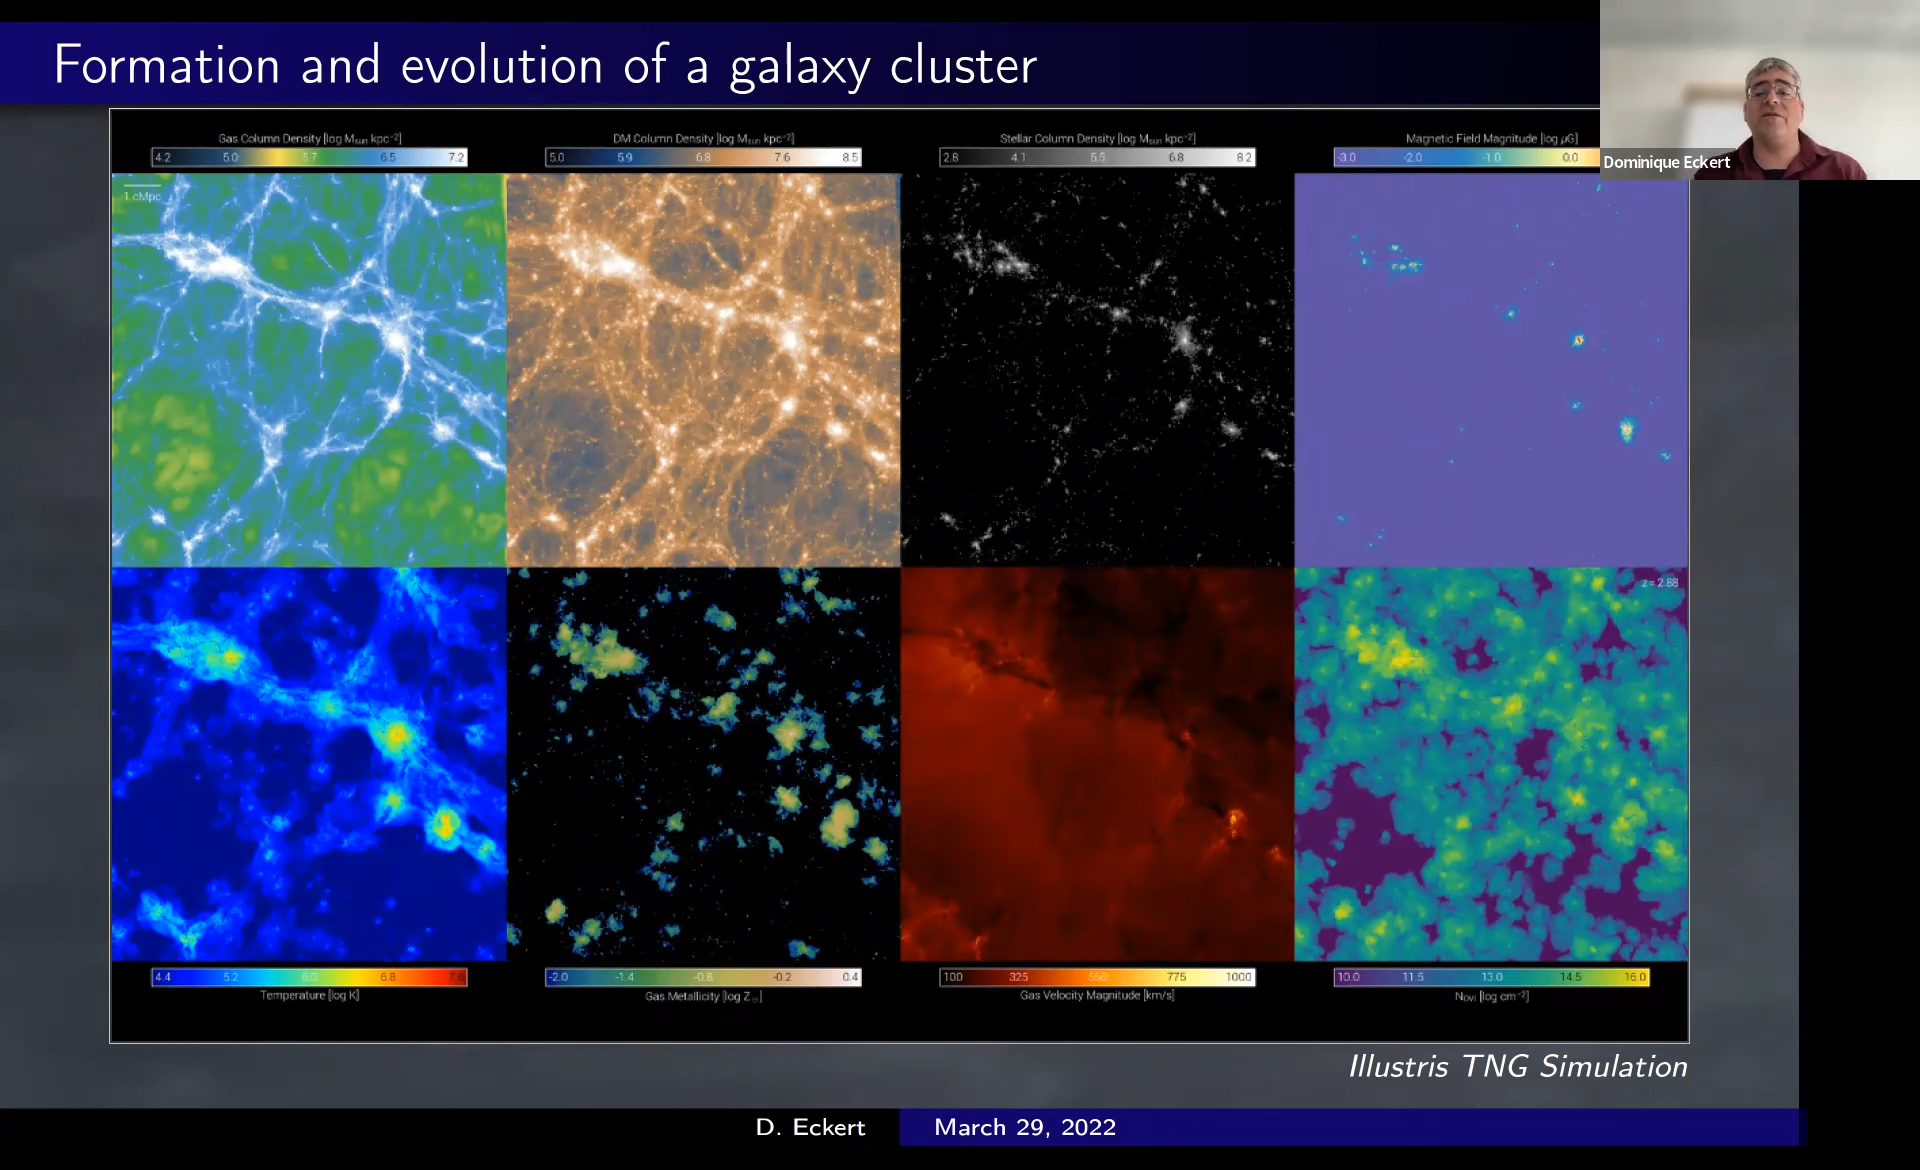 Formation and evolution of a galaxy cluster
Dominique Eckert
Gas Column Density [log Msun kpc⁻²]
4.2 5.0 5.7 6.5 7.2
DM Column Density [log Msun kpc⁻²]
5.0 5.9 6.8 7.6 8.5
Stellar Column Density [log Msun kpc⁻²]
2.8 4.1 5.5 6.8 8.2
Magnetic Field Magnitude [log μG]
-3.0 -2.0 -1.0 0.0
1 cMpc
z = 2.88
4.4 5.2 6.0 6.8 7.6
Temperature [log K]
-2.0 -1.4 -0.8 -0.2 0.4
Gas Metallicity [log Z
100 325 550 775 1000
Gas Velocity Magnitude [km/s]
10.0 11.5 13.0 14.5 16.0
NOVI [log cm⁻²]
Illustris TNG Simulation
D. Eckert
March 29, 2022